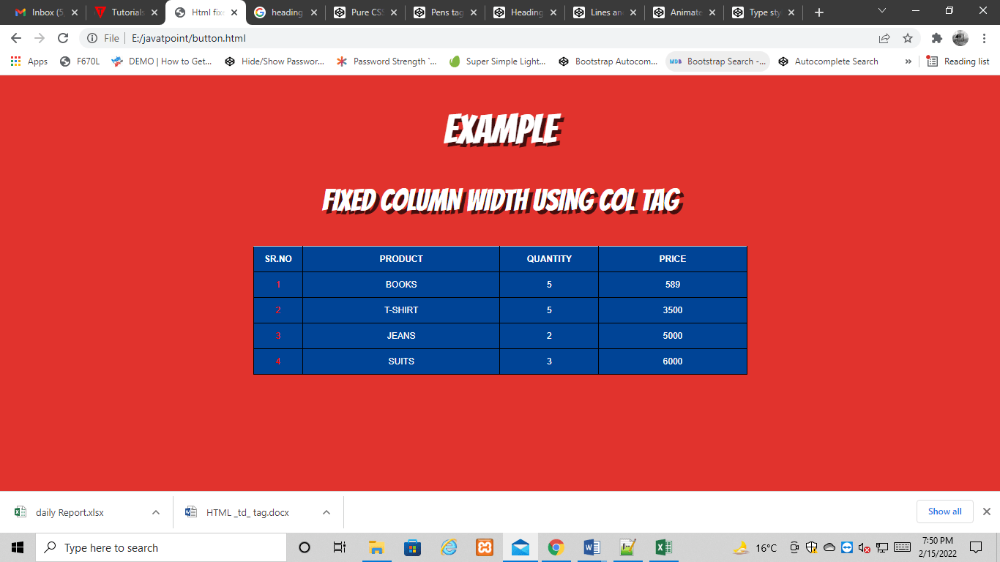 Inbox (5
Tutorials
Html fixe
heading
Pure CSS
Pens tag
Heading
Lines and
Animate
Type styl
File
E:/javatpoint/button.html
Apps
F670L
DEMO | How to Get...
Hide/Show Passwor...
Password Strength `...
Super Simple Light...
Bootstrap Autocom...
MDB
Bootstrap Search -...
Autocomplete Search
»
Reading list
EXAMPLE
FIXED COLUMN WIDTH USING COL TAG
SR.NO PRODUCT QUANTITY PRICE
1 BOOKS 5 589
2 T-SHIRT 5 3500
3 JEANS 2 5000
4 SUITS 3 6000
daily Report.xlsx
HTML _td_ tag.docx
Show all
Type here to search
16°C
7:50 PM
2/15/2022